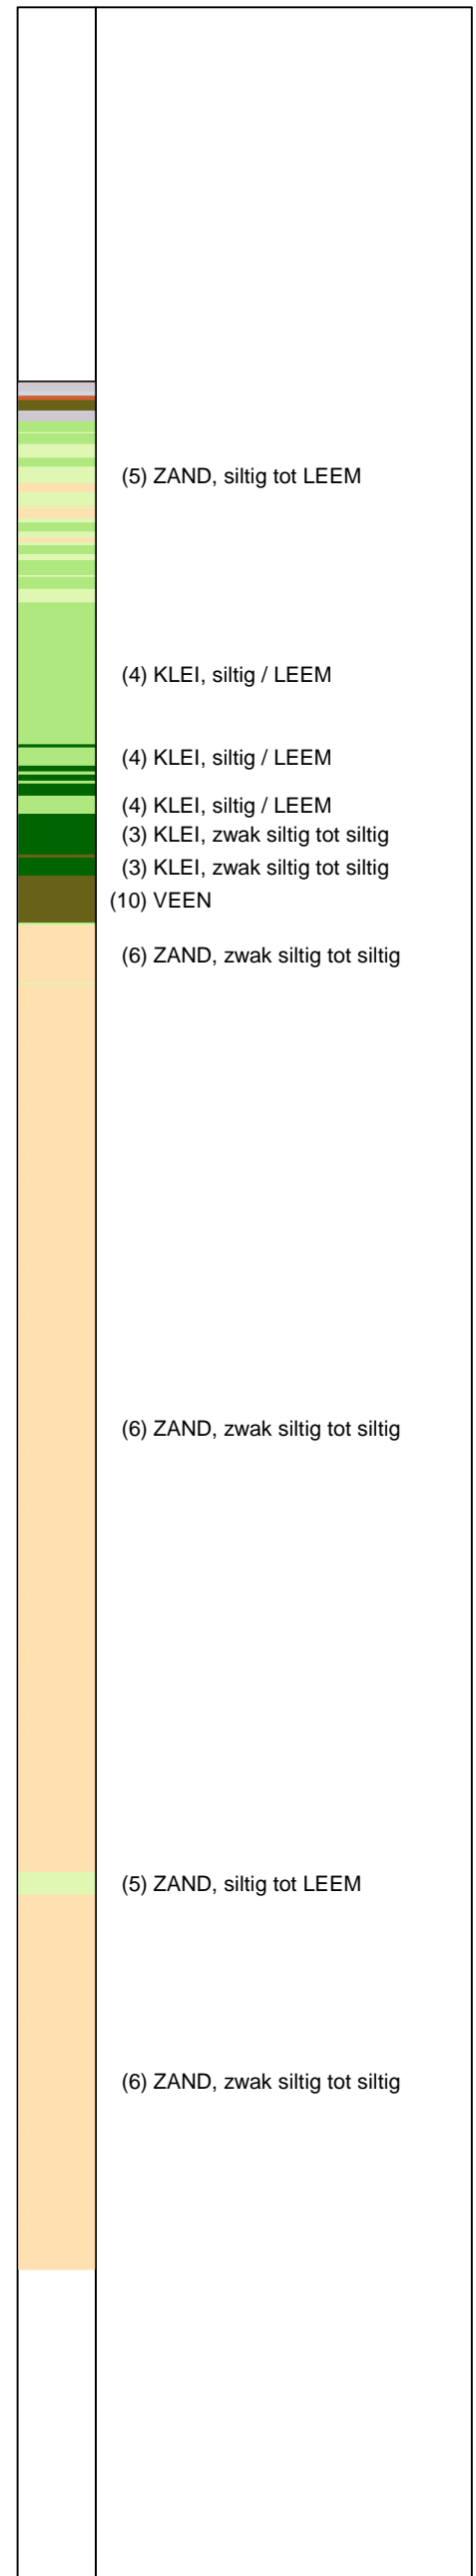 (5) ZAND, siltig tot LEEM
(4) KLEI, siltig / LEEM
(4) KLEI, siltig / LEEM
(4) KLEI, siltig / LEEM
(3) KLEI, zwak siltig tot siltig
(3) KLEI, zwak siltig tot siltig
(10) VEEN
(6) ZAND, zwak siltig tot siltig
(6) ZAND, zwak siltig tot siltig
(5) ZAND, siltig tot LEEM
(6) ZAND, zwak siltig tot siltig